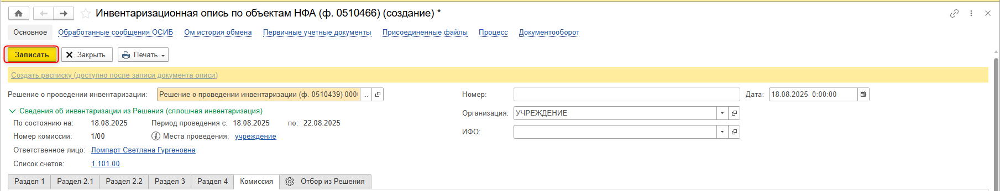 Инвентаризационная опись по объектам НФА (ф. 0510466) (создание) *
Основное Обработанные сообщения ОСИБ Ом история обмена Первичные учетные документы Присоединенные файлы Процесс Документооборот
Записать Закрыть Печать
Создать расписку (доступно после записи документа описи)
Решение о проведении инвентаризации: Решение о проведении инвентаризации (ф. 0510439) 000 ... Номер: Дата: 18.08.2025 0:00:00
Сведения об инвентаризации из Решения (сплошная инвентаризация)
Организация: УЧРЕЖДЕНИЕ
По состоянию на: 18.08.2025 Период проведения с: 18.08.2025 по: 22.08.2025
ИФО:
Номер комиссии: 1/00 Места проведения: учреждение
Ответственное лицо: Ломпарт Светлана Гургеновна
Список счетов: 1.101.00
Раздел 1 Раздел 2.1 Раздел 2.2 Раздел 3 Раздел 4 Комиссия Отбор из Решения